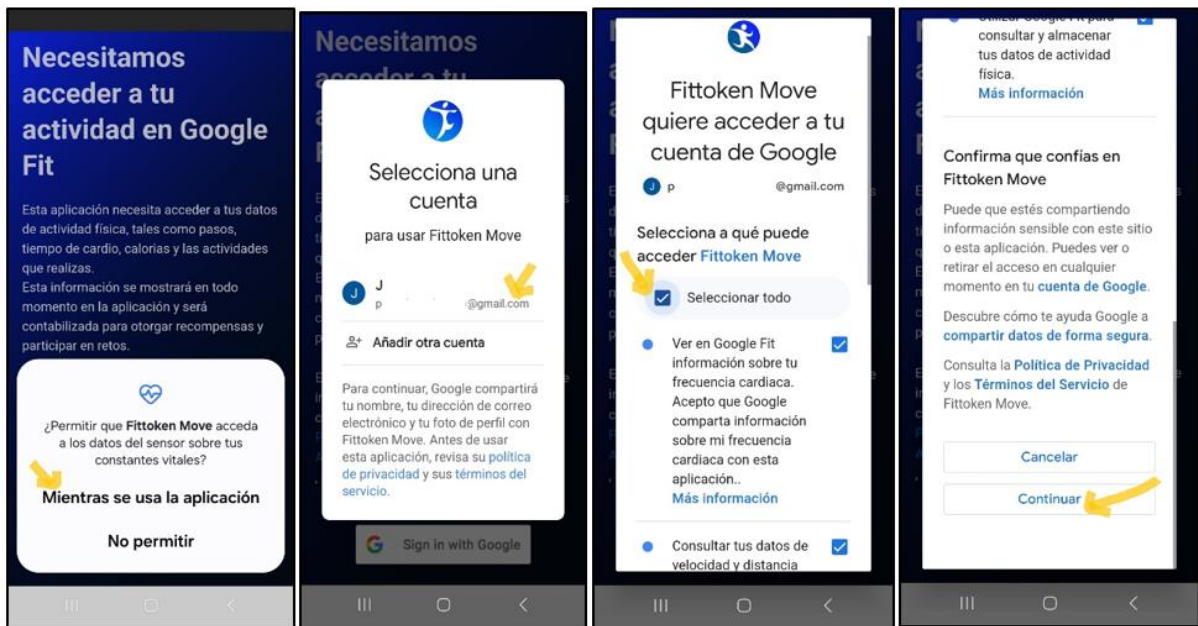 Necesitamos
acceder a tu
actividad en Google
Fit
Esta aplicación necesita acceder a tus datos
de actividad física, tales como pasos,
tiempo de cardio, calorias y las actividades
que realizas.
Esta información se mostrará en todo
momento en la aplicación y será
contabilizada para otorgar recompensas y
participar en retos.
¿Permitir que Fittoken Move acceda
a los datos del sensor sobre tus
constantes vitales?
Mientras se usa la aplicación
No permitir
Necesitamos
acceder a tu
Selecciona una
cuenta
para usar Fittoken Move
J
J
p @gmail.com
Añadir otra cuenta
Para continuar, Google compartirá
tu nombre, tu dirección de correo
electrónico y tu foto de perfil con
Fittoken Move. Antes de usar
esta aplicación, revisa su política
de privacidad y sus términos del
servicio.
G Sign in with Google
Fittoken Move
quiere acceder a tu
cuenta de Google
J p @gmail.com
Selecciona a qué puede
acceder Fittoken Move
Seleccionar todo
Ver en Google Fit
información sobre tu
frecuencia cardiaca.
Acepto que Google
comparta información
sobre mi frecuencia
cardiaca con esta
aplicación..
Más información
Consultar tus datos de
velocidad y distancia
Utilizar Google Fit para
consultar y almacenar
tus datos de actividad
física.
Más información
Confirma que confías en
Fittoken Move
Puede que estés compartiendo
información sensible con este sitio
o esta aplicación. Puedes ver o
retirar el acceso en cualquier
momento en tu cuenta de Google.
Descubre cómo te ayuda Google a
compartir datos de forma segura.
Consulta la Política de Privacidad
y los Términos del Servicio de
Fittoken Move.
Cancelar
Continuar